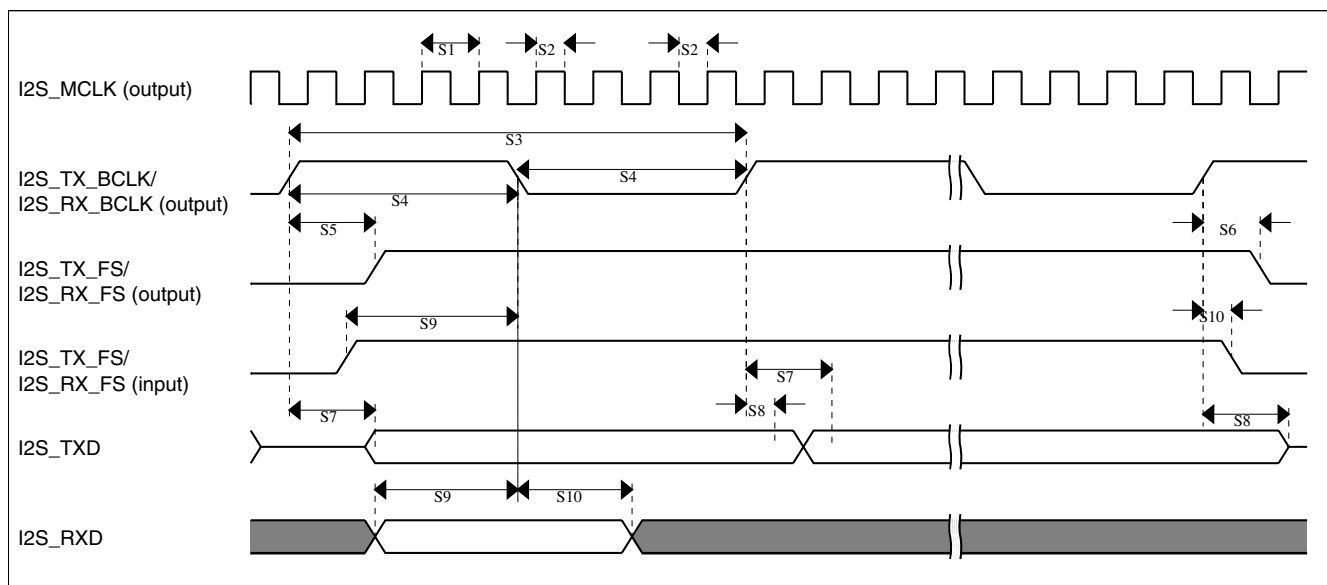 S1
S2
S2
I2S_MCLK (output)
S3
I2S_TX_BCLK/
I2S_RX_BCLK (output)
S4
S4
S5
S6
I2S_TX_FS/
I2S_RX_FS (output)
S9
S10
I2S_TX_FS/
I2S_RX_FS (input)
S7
S7
S8
S8
I2S_TXD
S9
S10
I2S_RXD